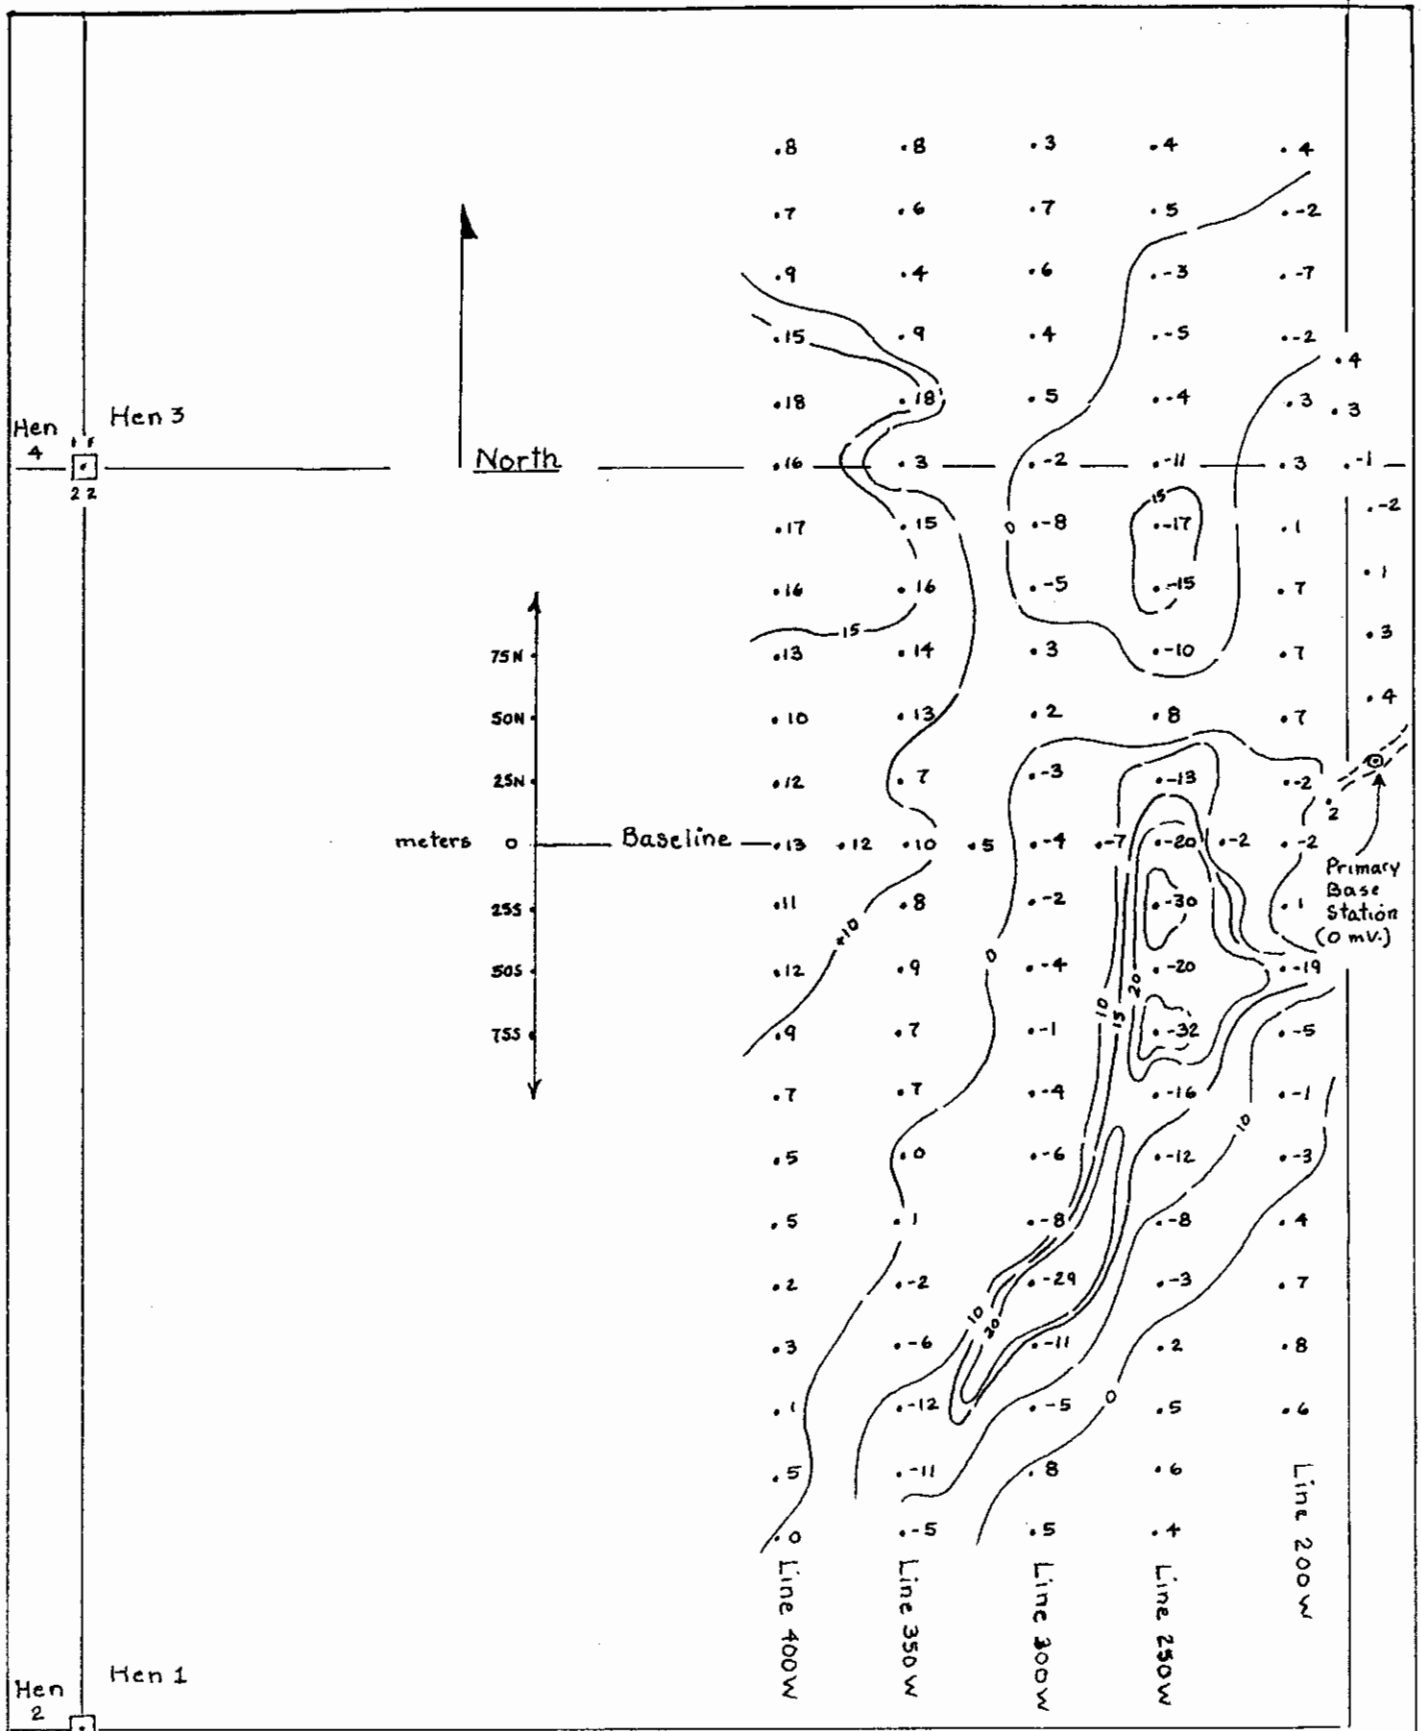 .8 .8 .3 .4 .4
.7 .6 .7 .5 .-2
.9 .4 .6 .-3 .-7
.15 .9 .4 .-5 .-2
.4
.18 .18 .5 .-4 .3 .3
Hen 3
Hen
4
North
.16 .3 .-2 .-11 .3 .-1
22
15
.-2
.17 .15 0 .-8 .-17 .1
.1
.16 .16 .-5 .-15 .7
15
.3
75N .13 .14 .3 .-10 .7
.4
50N .10 .13 .2 .8 .7
25N .12 .7 .-3 .-13 .-2
.2
meters 0 Baseline .13 .12 .10 .5 .-4 .-7 .-20 .-2 .-2
Primary
Base
Station
(0 mV.)
25S .11 .8 .-2 .-30 .1
+10
0
50S .12 .9 .-4 .-20 .-19
10 15 20
75S .9 .7 .-1 .-32 .-5
.7 .7 .-4 .-16 .-1
10
.5 .0 .-6 .-12 .-3
.5 .1 .-8 .-8 .4
.2 .-2 .-29 .-3 .7
10
20
.3 .-6 .-11 .2 .8
0
.1 .-12 .-5 .5 .6
.5 .-11 .8 .6
.0 .-5 .5 .4
Line 400W
Line 350W
Line 300W
Line 250W
Line 200W
Hen 1
Hen
2